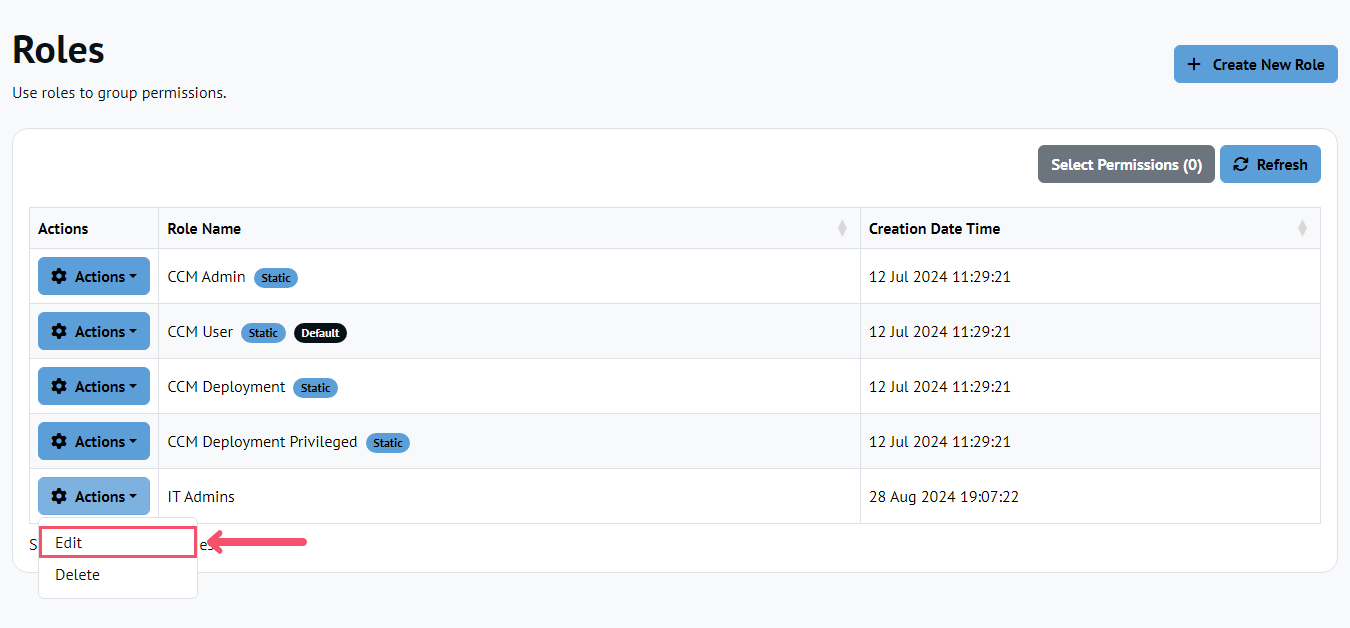 Roles
Use roles to group permissions.
+ Create New Role
Select Permissions (0) Refresh
Actions Role Name Creation Date Time
Actions CCM Admin Static 12 Jul 2024 11:29:21
Actions CCM User Static Default 12 Jul 2024 11:29:21
Actions CCM Deployment Static 12 Jul 2024 11:29:21
Actions CCM Deployment Privileged Static 12 Jul 2024 11:29:21
Actions IT Admins 28 Aug 2024 19:07:22
Edit
Delete